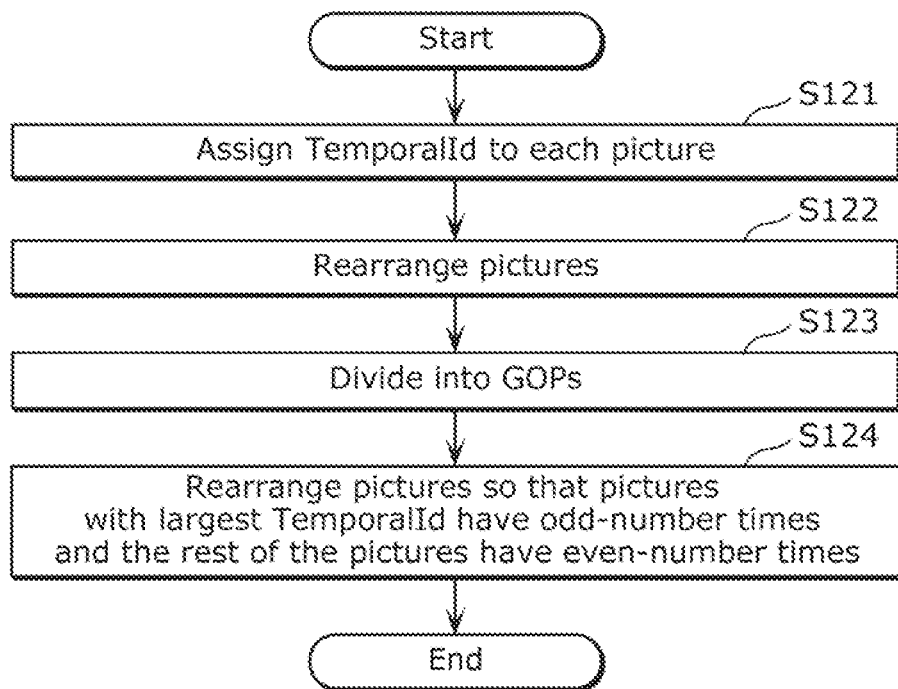 Start
S121
Assign TemporalId to each picture
S122
Rearrange pictures
S123
Divide into GOPs
S124
Rearrange pictures so that pictures
with largest TemporalId have odd-number times
and the rest of the pictures have even-number times
End